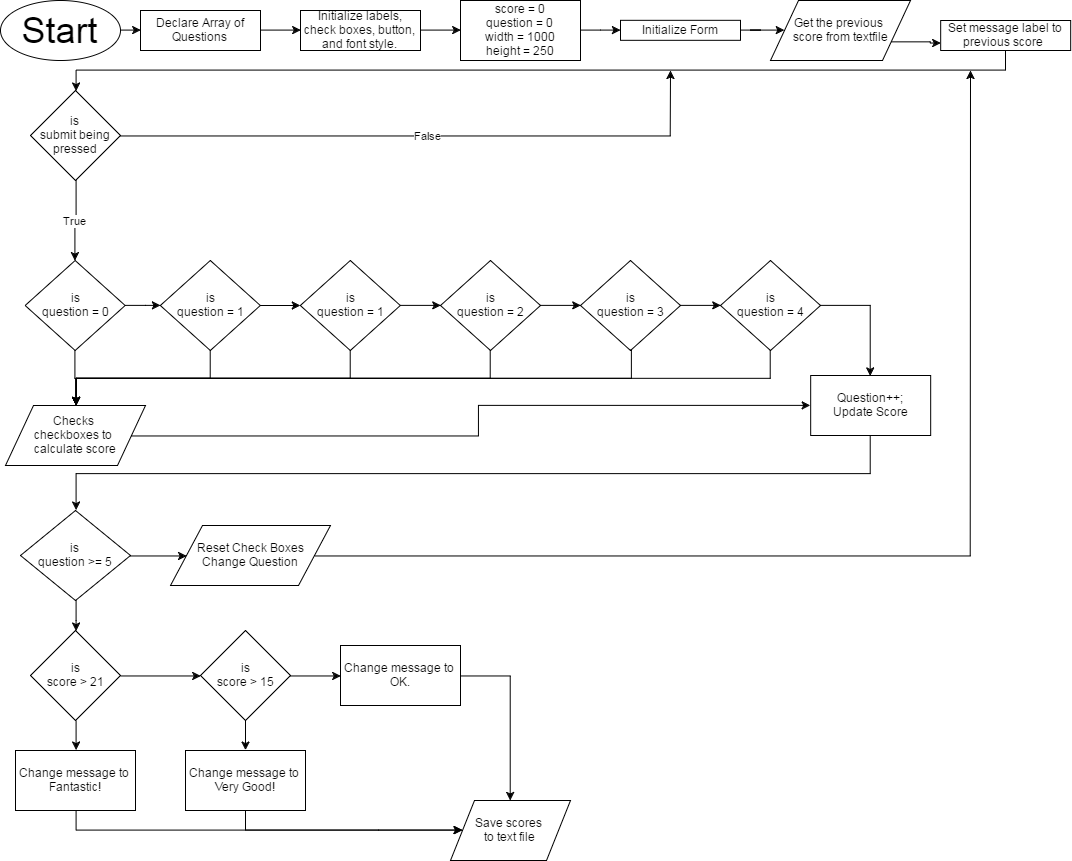 Start
Declare Array of
Questions
Initialize labels,
check boxes, button,
and font style.
score = 0
question = 0
width = 1000
height = 250
Initialize Form
Get the previous
score from textfile
Set message label to
previous score
is
submit being
pressed
False
True
is
question = 0
is
question = 1
is
question = 1
is
question = 2
is
question = 3
is
question = 4
Checks
checkboxes to
calculate score
Question++;
Update Score
is
question >= 5
Reset Check Boxes
Change Question
is
score > 21
is
score > 15
Change message to
OK.
Change message to
Fantastic!
Change message to
Very Good!
Save scores
to text file